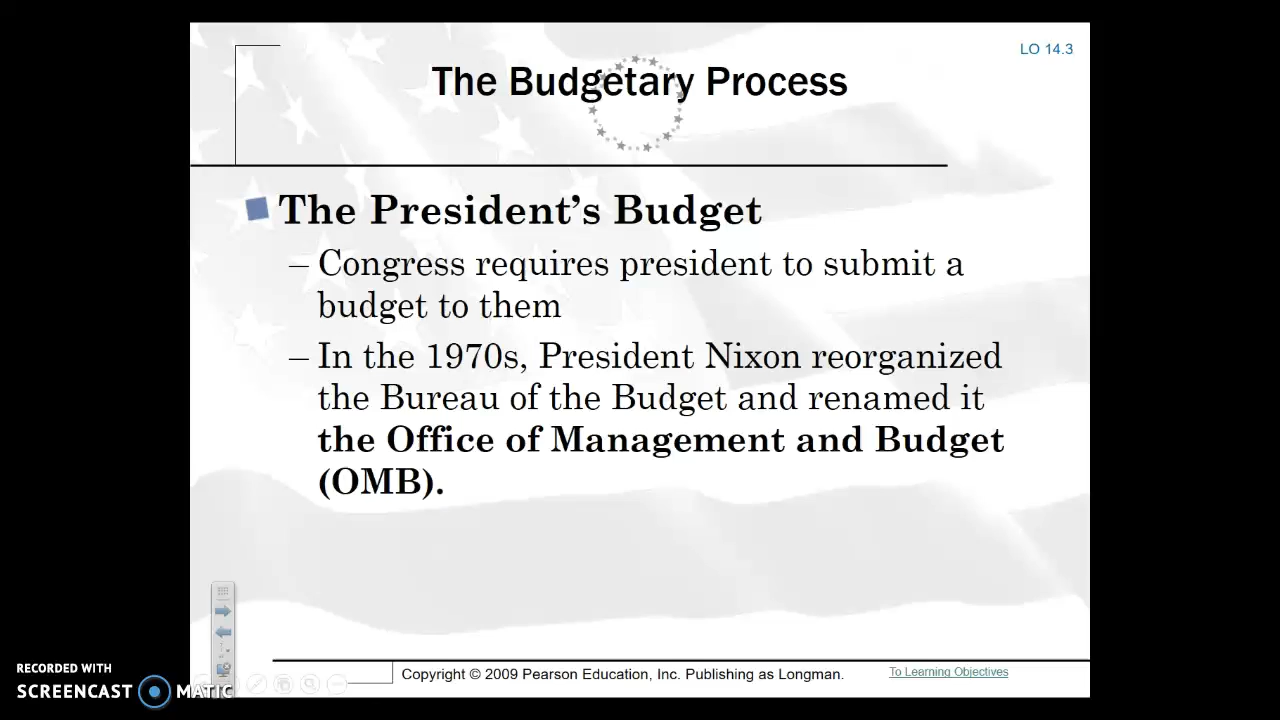 LO 14.3
The Budgetary Process
The President’s Budget
– Congress requires president to submit a
budget to them
– In the 1970s, President Nixon reorganized
the Bureau of the Budget and renamed it
the Office of Management and Budget
(OMB).
Copyright © 2009 Pearson Education, Inc. Publishing as Longman.
To Learning Objectives
RECORDED WITH
SCREENCAST MATIC